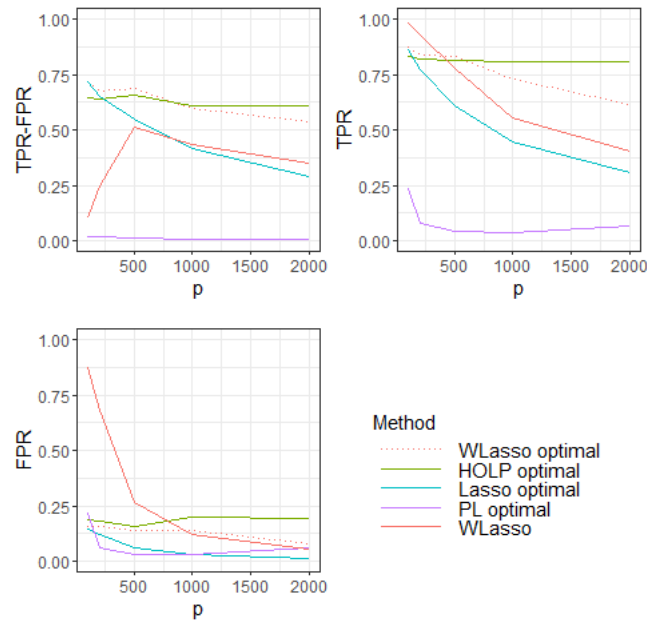 1.00
0.75
0.50
0.25
0.00
TPR-FPR
500 1000 1500 2000
p
1.00
0.75
0.50
0.25
0.00
TPR
500 1000 1500 2000
p
1.00
0.75
0.50
0.25
0.00
FPR
500 1000 1500 2000
p
Method
WLasso optimal
HOLP optimal
Lasso optimal
PL optimal
WLasso